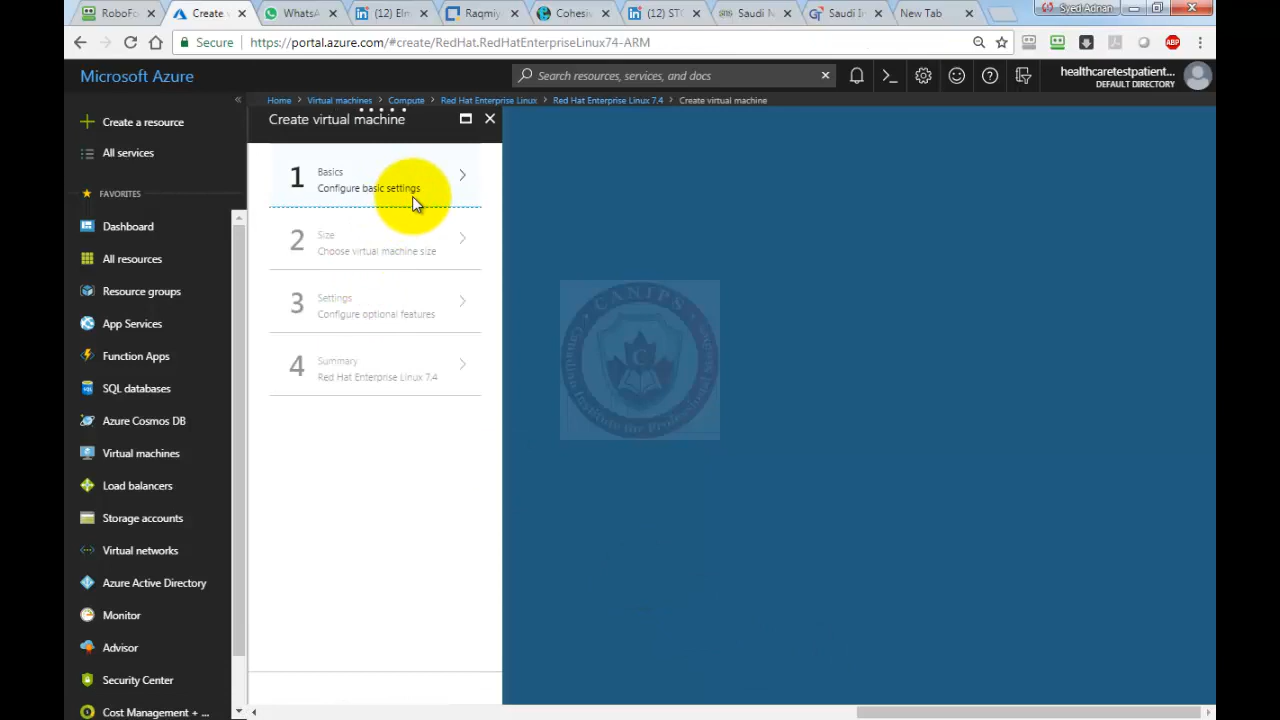 RoboFo
Create
WhatsA
(12) Elm
Raqmiy
Cohesiv
(12) STC
Saudi M
Saudi In
New Tab
Syed Adnan
Secure
https://portal.azure.com/#create/RedHat.RedHatEnterpriseLinux74-ARM
ABP
Microsoft Azure
Search resources, services, and docs
healthcaretestpatient...
DEFAULT DIRECTORY
Home
Virtual machines
Compute
Red Hat Enterprise Linux
Red Hat Enterprise Linux 7.4
Create virtual machine
Create a resource
All services
FAVORITES
Dashboard
All resources
Resource groups
App Services
Function Apps
SQL databases
Azure Cosmos DB
Virtual machines
Load balancers
Storage accounts
Virtual networks
Azure Active Directory
Monitor
Advisor
Security Center
Cost Management + ...
Create virtual machine
1
Basics
Configure basic settings
2
Size
Choose virtual machine size
3
Settings
Configure optional features
4
Summary
Red Hat Enterprise Linux 7.4
CANIPS
C